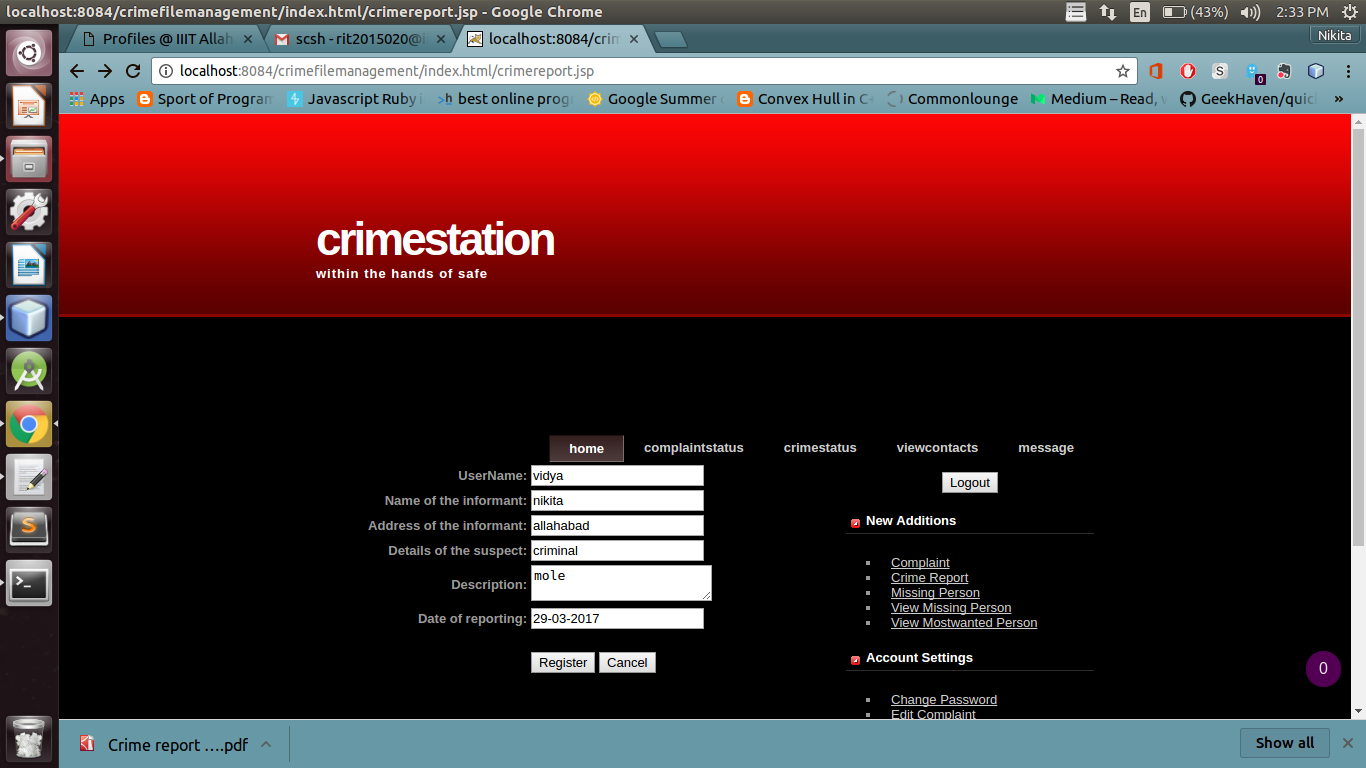 localhost:8084/crimefilemanagement/index.html/crimereport.jsp - Google Chrome
En (43%) 2:33 PM
Profiles @ IIIT Allah scsh - rit2015020@i localhost:8084/crim Nikita
localhost:8084/crimefilemanagement/index.html/crimereport.jsp S 0
Apps Sport of Program Javascript Ruby >h best online prog Google Summer Convex Hull in C Commonlounge Medium – Read, GeekHaven/quic »
crimestation
within the hands of safe
home complaintstatus crimestatus viewcontacts message
UserName: vidya
Name of the informant: nikita
Address of the informant: allahabad
Details of the suspect: criminal
Description: mole
Date of reporting: 29-03-2017
Register Cancel
Logout
New Additions
Complaint
Crime Report
Missing Person
View Missing Person
View Mostwanted Person
Account Settings
Change Password
Edit Complaint
0
Crime report ….pdf Show all